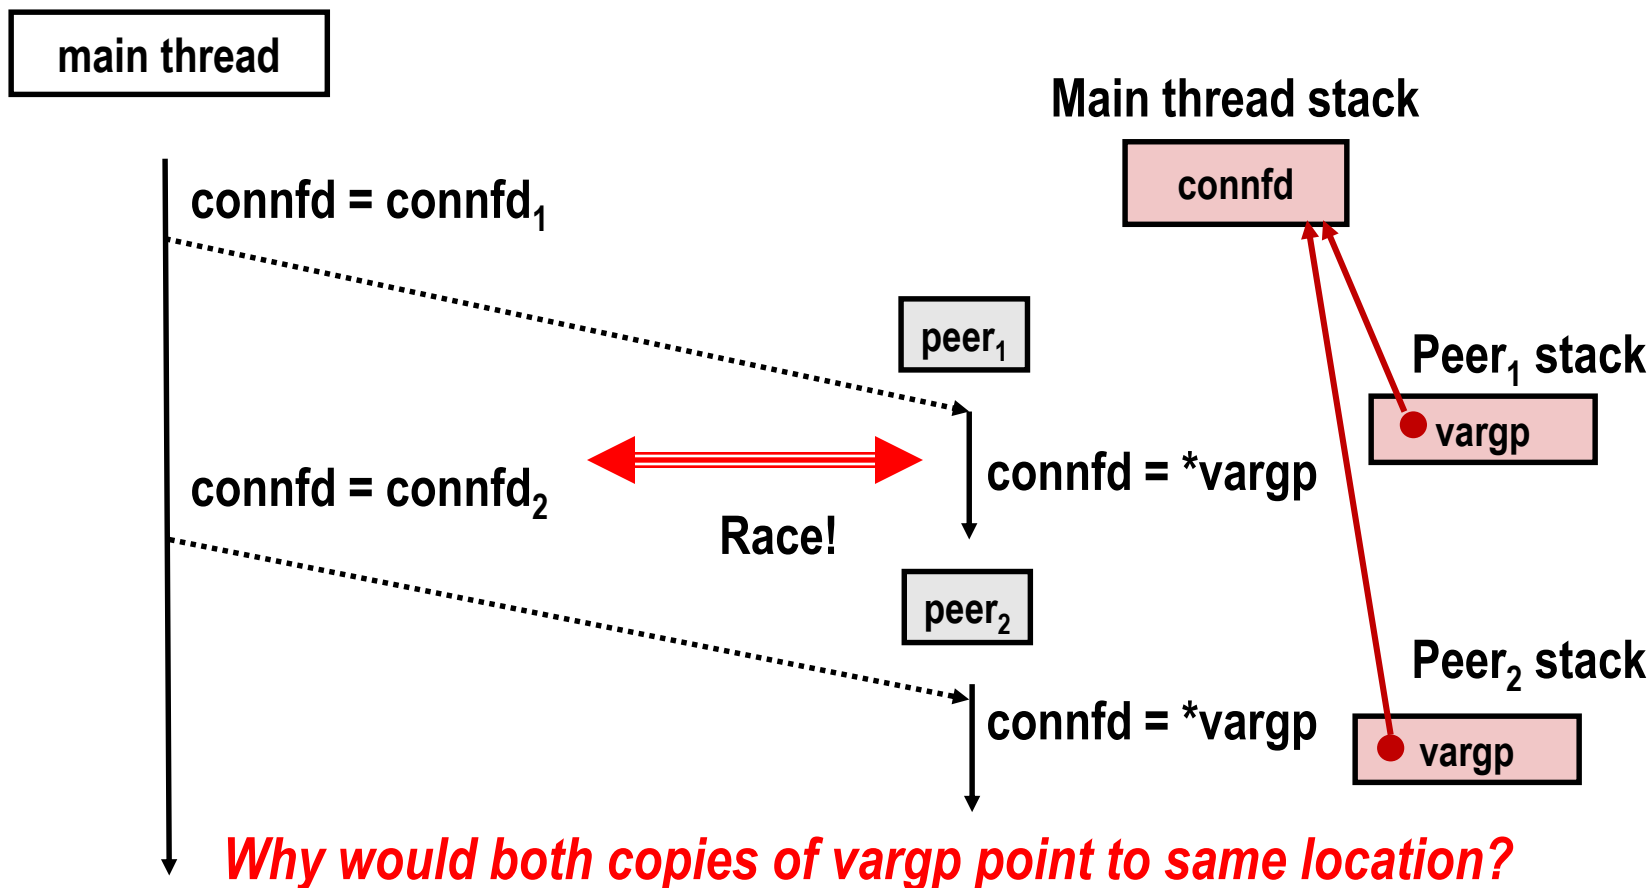 main thread
Main thread stack
connfd
connfd = connfd₁
peer₁
Peer₁ stack
vargp
connfd = *vargp
connfd = connfd₂
Race!
peer₂
Peer₂ stack
connfd = *vargp
vargp
Why would both copies of vargp point to same location?